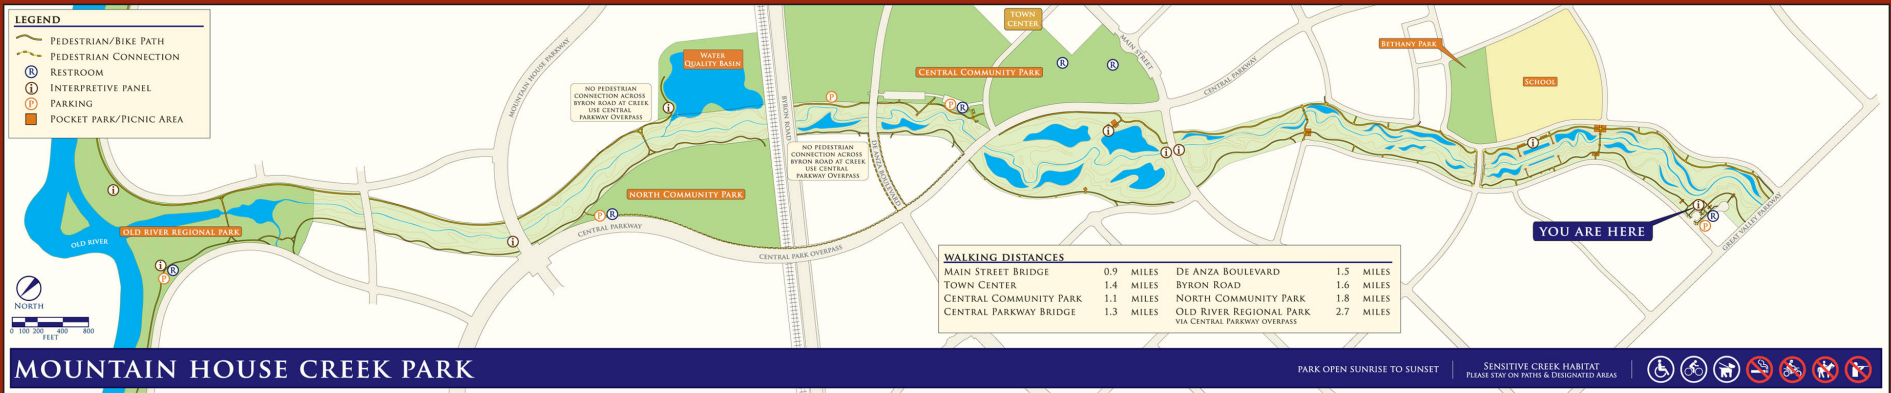 LEGEND
PEDESTRIAN/BIKE PATH
PEDESTRIAN CONNECTION
R RESTROOM
i INTERPRETIVE PANEL
P PARKING
POCKET PARK/PICNIC AREA
MOUNTAIN HOUSE PARKWAY
NO PEDESTRIAN
CONNECTION ACROSS
BYRON ROAD AT CREEK
USE CENTRAL
PARKWAY OVERPASS
WATER
QUALITY BASIN
BYRON ROAD
NO PEDESTRIAN
CONNECTION ACROSS
BYRON ROAD AT CREEK
USE CENTRAL
PARKWAY OVERPASS
DE ANZA BOULEVARD
TOWN
CENTER
MAIN STREET
CENTRAL COMMUNITY PARK
CENTRAL PARKWAY
BETHANY PARK
SCHOOL
NORTH COMMUNITY PARK
OLD RIVER REGIONAL PARK
OLD RIVER
CENTRAL PARKWAY
CENTRAL PARK OVERPASS
YOU ARE HERE
GREAT VALLEY PARKWAY
NORTH
0 100 200 400 800
FEET
WALKING DISTANCES
MAIN STREET BRIDGE 0.9 MILES DE ANZA BOULEVARD 1.5 MILES
TOWN CENTER 1.4 MILES BYRON ROAD 1.6 MILES
CENTRAL COMMUNITY PARK 1.1 MILES NORTH COMMUNITY PARK 1.8 MILES
CENTRAL PARKWAY BRIDGE 1.3 MILES OLD RIVER REGIONAL PARK 2.7 MILES
VIA CENTRAL PARKWAY OVERPASS
MOUNTAIN HOUSE CREEK PARK
PARK OPEN SUNRISE TO SUNSET
SENSITIVE CREEK HABITAT
PLEASE STAY ON PATHS & DESIGNATED AREAS